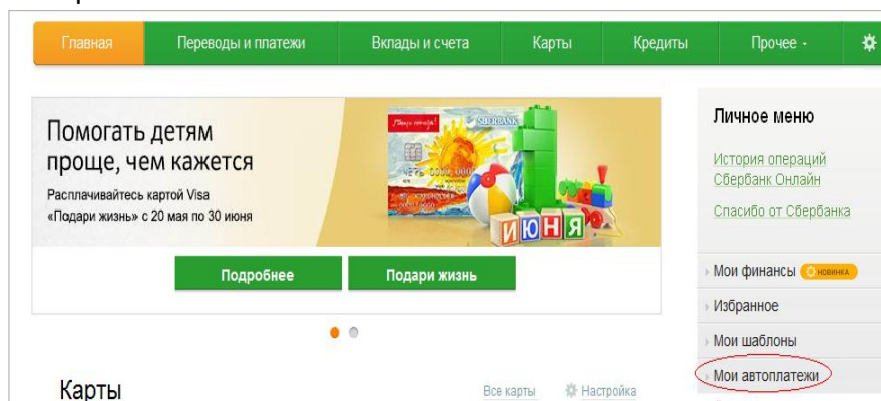 Главная Переводы и платежи Вклады и счета Карты Кредиты Прочее
Помогать детям
проще, чем кажется
Расплачивайтесь картой Visa
«Подари жизнь» с 20 мая по 30 июня
SBERBANK
1 ИЮНЯ
Подробнее Подари жизнь
Карты
Все карты Настройка
Личное меню
История операций
Сбербанк Онлайн
Спасибо от Сбербанка
Мои финансы НОВИНКА
Избранное
Мои шаблоны
Мои автоплатежи